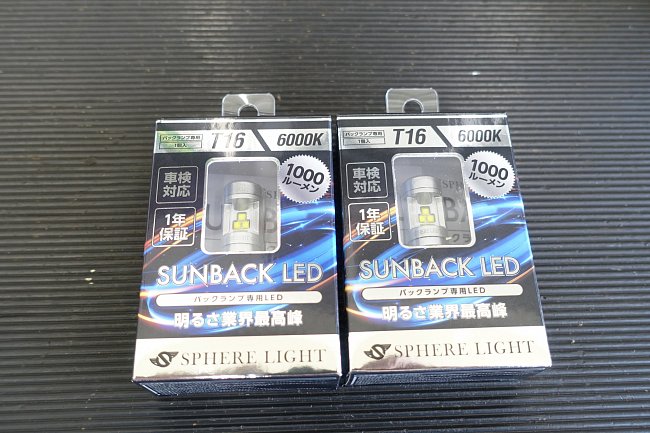 バックランプ専用
1個入
T16
6000K
車検
対応
1000
ルーメン
1年
保証
SUNBACK LED
バックランプ専用LED
明るさ業界最高峰
SPHERE LIGHT
バックランプ専用
1個入
T16
6000K
車検
対応
1000
ルーメン
1年
保証
SUNBACK LED
バックランプ専用LED
明るさ業界最高峰
SPHERE LIGHT